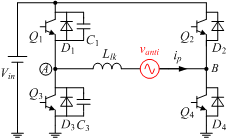 Q1 D1 C1 Q2 D2
Vin
Llk vanti ip
A B
Q3 D3 C3 Q4 D4